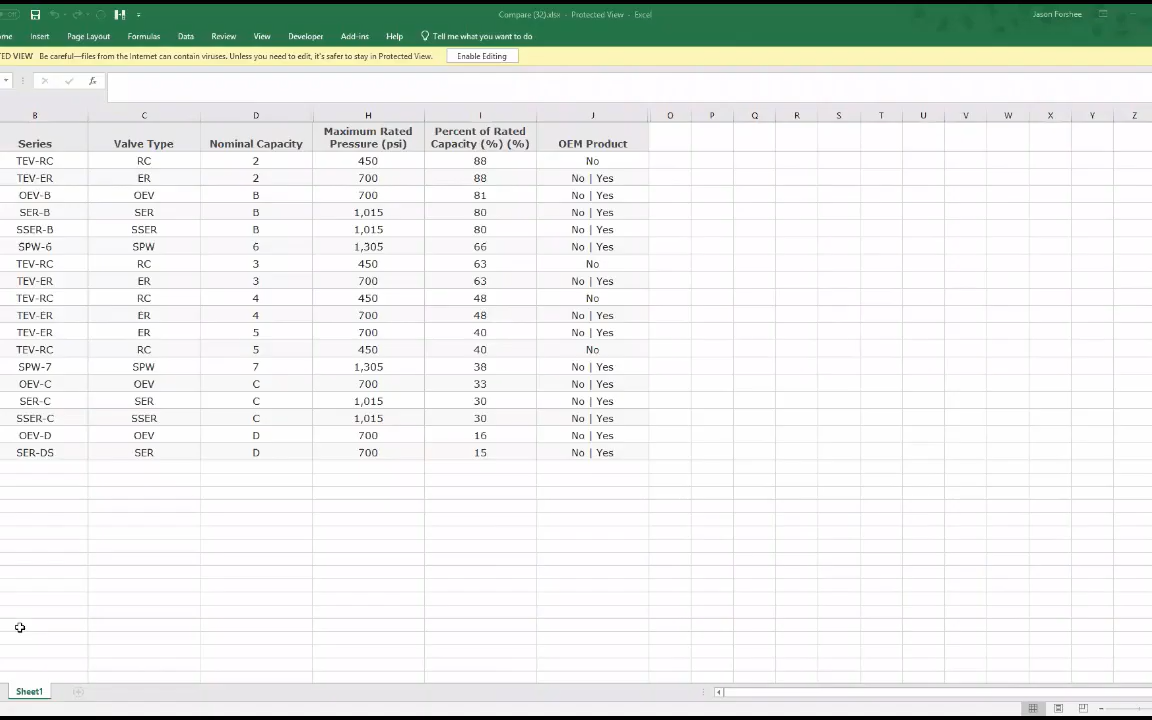 Compare (32).xlsx - Protected View - Excel
Jason Forshee
Insert Page Layout Formulas Data Review View Developer Add-ins Help Tell me what you want to do
Be careful—files from the Internet can contain viruses. Unless you need to edit, it's safer to stay in Protected View. Enable Editing
fx
B C D H I J O P Q R S T U V W X Y Z
Series Valve Type Nominal Capacity Maximum Rated Pressure (psi) Percent of Rated Capacity (%) (%) OEM Product
TEV-RC RC 2 450 88 No
TEV-ER ER 2 700 88 No | Yes
OEV-B OEV B 700 81 No | Yes
SER-B SER B 1,015 80 No | Yes
SSER-B SSER B 1,015 80 No | Yes
SPW-6 SPW 6 1,305 66 No | Yes
TEV-RC RC 3 450 63 No
TEV-ER ER 3 700 63 No | Yes
TEV-RC RC 4 450 48 No
TEV-ER ER 4 700 48 No | Yes
TEV-ER ER 5 700 40 No | Yes
TEV-RC RC 5 450 40 No
SPW-7 SPW 7 1,305 38 No | Yes
OEV-C OEV C 700 33 No | Yes
SER-C SER C 1,015 30 No | Yes
SSER-C SSER C 1,015 30 No | Yes
OEV-D OEV D 700 16 No | Yes
SER-DS SER D 700 15 No | Yes
Sheet1